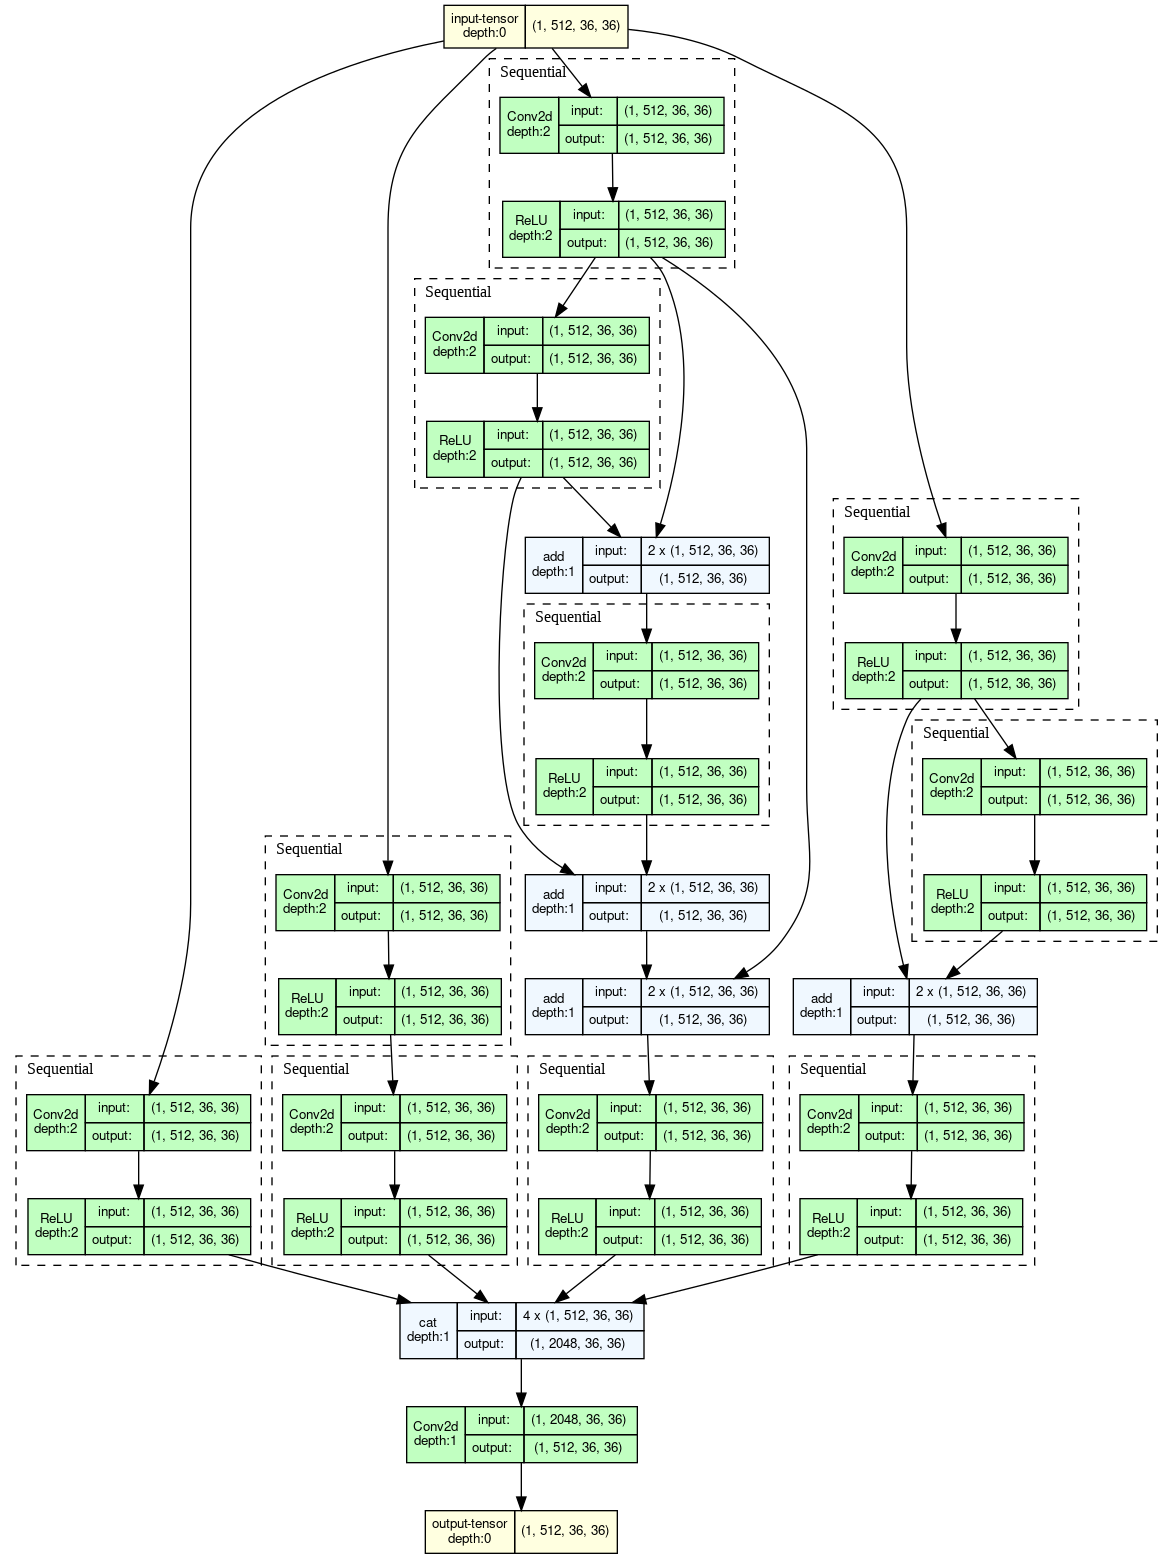 input-tensor
depth:0
(1, 512, 36, 36)
Sequential
Conv2d
depth:2
input:
(1, 512, 36, 36)
output:
(1, 512, 36, 36)
ReLU
depth:2
input:
(1, 512, 36, 36)
output:
(1, 512, 36, 36)
Sequential
Conv2d
depth:2
input:
(1, 512, 36, 36)
output:
(1, 512, 36, 36)
ReLU
depth:2
input:
(1, 512, 36, 36)
output:
(1, 512, 36, 36)
add
depth:1
input:
2 x (1, 512, 36, 36)
output:
(1, 512, 36, 36)
Sequential
Conv2d
depth:2
input:
(1, 512, 36, 36)
output:
(1, 512, 36, 36)
ReLU
depth:2
input:
(1, 512, 36, 36)
output:
(1, 512, 36, 36)
Sequential
Conv2d
depth:2
input:
(1, 512, 36, 36)
output:
(1, 512, 36, 36)
ReLU
depth:2
input:
(1, 512, 36, 36)
output:
(1, 512, 36, 36)
Sequential
Conv2d
depth:2
input:
(1, 512, 36, 36)
output:
(1, 512, 36, 36)
ReLU
depth:2
input:
(1, 512, 36, 36)
output:
(1, 512, 36, 36)
Sequential
Conv2d
depth:2
input:
(1, 512, 36, 36)
output:
(1, 512, 36, 36)
ReLU
depth:2
input:
(1, 512, 36, 36)
output:
(1, 512, 36, 36)
add
depth:1
input:
2 x (1, 512, 36, 36)
output:
(1, 512, 36, 36)
add
depth:1
input:
2 x (1, 512, 36, 36)
output:
(1, 512, 36, 36)
add
depth:1
input:
2 x (1, 512, 36, 36)
output:
(1, 512, 36, 36)
Sequential
Conv2d
depth:2
input:
(1, 512, 36, 36)
output:
(1, 512, 36, 36)
ReLU
depth:2
input:
(1, 512, 36, 36)
output:
(1, 512, 36, 36)
Sequential
Conv2d
depth:2
input:
(1, 512, 36, 36)
output:
(1, 512, 36, 36)
ReLU
depth:2
input:
(1, 512, 36, 36)
output:
(1, 512, 36, 36)
Sequential
Conv2d
depth:2
input:
(1, 512, 36, 36)
output:
(1, 512, 36, 36)
ReLU
depth:2
input:
(1, 512, 36, 36)
output:
(1, 512, 36, 36)
Sequential
Conv2d
depth:2
input:
(1, 512, 36, 36)
output:
(1, 512, 36, 36)
ReLU
depth:2
input:
(1, 512, 36, 36)
output:
(1, 512, 36, 36)
cat
depth:1
input:
4 x (1, 512, 36, 36)
output:
(1, 2048, 36, 36)
Conv2d
depth:1
input:
(1, 2048, 36, 36)
output:
(1, 512, 36, 36)
output-tensor
depth:0
(1, 512, 36, 36)